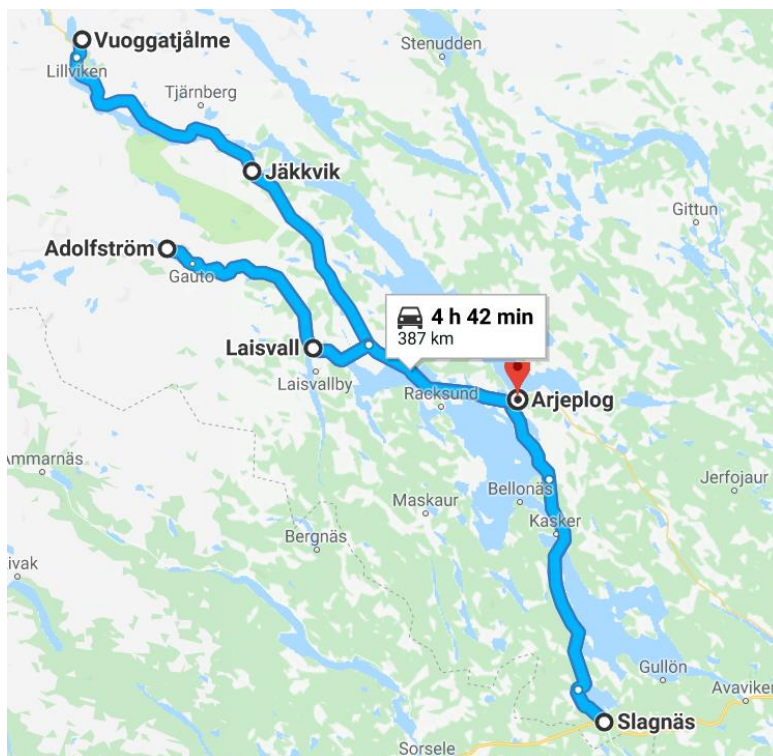 Vuoggatjålme
Stenudden
Lillviken
Tjärnberg
Jäkkvik
Gittun
Adolfström
Gauto
4 h 42 min
387 km
Laisvall
Laisvallby
Racksund
Arjeplog
Ammarnäs
Jerfojaur
Maskaur
Bellonäs
Kasker
Bergnäs
ivak
Gullön
Avaviken
Slagnäs
Sorsele